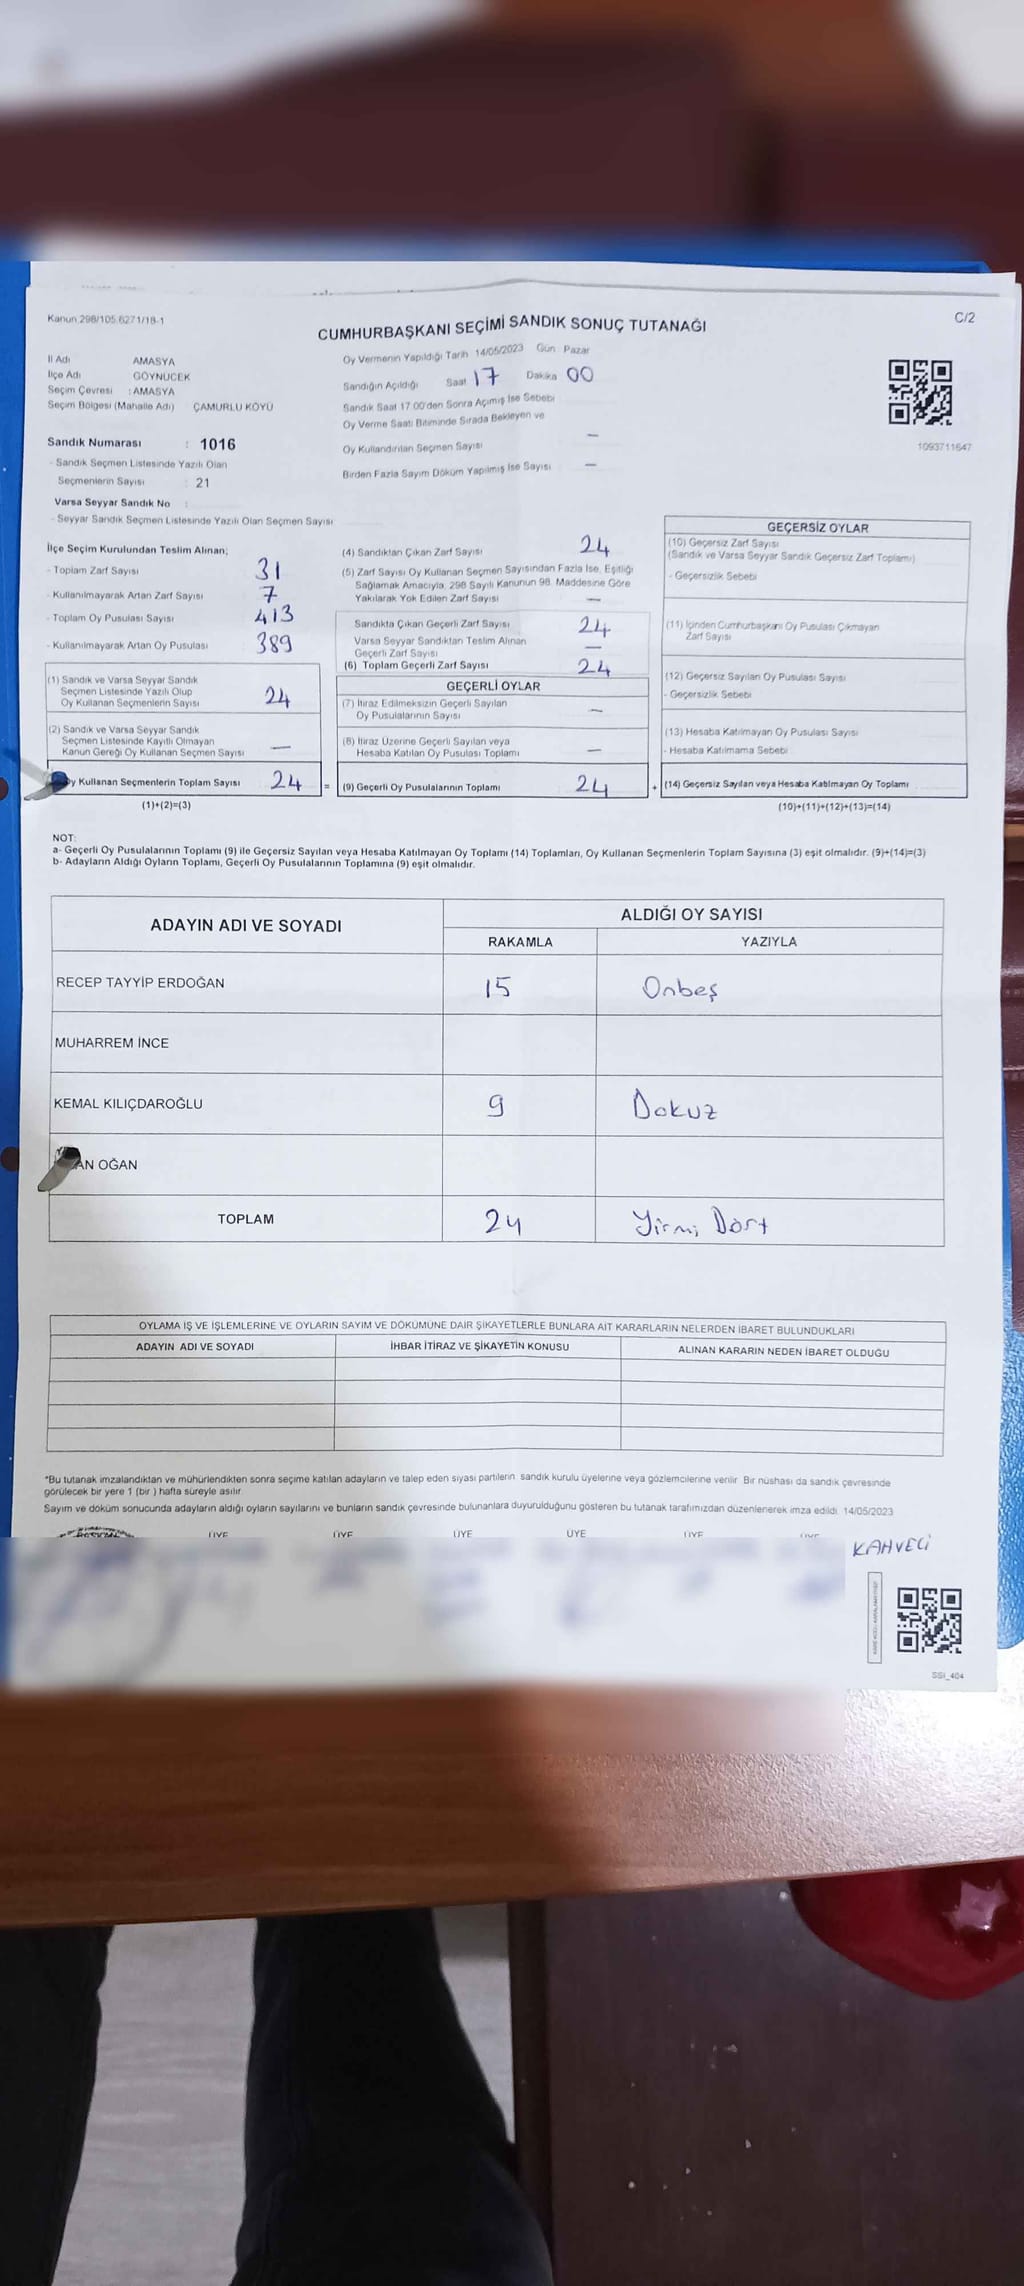 Kanun 298/105.6271/18-1
C/2
CUMHURBAŞKANI SEÇİMİ SANDIK SONUÇ TUTANAĞI
İl Adı AMASYA
İlçe Adı GÖYNÜCEK
Seçim Çevresi : AMASYA
Seçim Bölgesi (Mahalle Adı) ÇAMURLU KÖYÜ
Oy Vermenin Yapıldığı Tarih 14/05/2023 Gün Pazar
Sandığın Açıldığı Saat 17 Dakika 00
Sandık Saat 17.00'den Sonra Açımış İse Sebebi
Oy Verme Saati Bitiminde Sırada Bekleyen ve
Oy Kullandırılan Seçmen Sayısı —
Birden Fazla Sayım Döküm Yapılmış İse Sayısı —
1093711647
Sandık Numarası : 1016
- Sandık Seçmen Listesinde Yazılı Olan
Seçmenlerin Sayısı : 21
Varsa Seyyar Sandık No :
- Seyyar Sandık Seçmen Listesinde Yazılı Olan Seçmen Sayısı
İlçe Seçim Kurulundan Teslim Alınan;
- Toplam Zarf Sayısı 31
- Kullanılmayarak Artan Zarf Sayısı 7
- Toplam Oy Pusulası Sayısı 413
- Kullanılmayarak Artan Oy Pusulası 389
(1) Sandık ve Varsa Seyyar Sandık
Seçmen Listesinde Yazılı Olup
Oy Kullanan Seçmenlerin Sayısı 24
(2) Sandık ve Varsa Seyyar Sandık
Seçmen Listesinde Kayıtlı Olmayan
Kanun Gereği Oy Kullanan Seçmen Sayısı —
Oy Kullanan Seçmenlerin Toplam Sayısı 24 =
(1)+(2)=(3)
(4) Sandıktan Çıkan Zarf Sayısı 24
(5) Zarf Sayısı Oy Kullanan Seçmen Sayısından Fazla İse, Eşitliği
Sağlamak Amacıyla, 298 Sayılı Kanunun 98. Maddesine Göre
Yakılarak Yok Edilen Zarf Sayısı —
Sandıkta Çıkan Geçerli Zarf Sayısı 24
Varsa Seyyar Sandıktan Teslim Alınan
Geçerli Zarf Sayısı —
(6) Toplam Geçerli Zarf Sayısı 24
GEÇERLİ OYLAR
(7) İtiraz Edilmeksizin Geçerli Sayılan
Oy Pusulalarının Sayısı —
(8) İtiraz Üzerine Geçerli Sayılan veya
Hesaba Katılan Oy Pusulası Toplamı —
(9) Geçerli Oy Pusulalarının Toplamı 24 +
GEÇERSİZ OYLAR
(10) Geçersiz Zarf Sayısı
(Sandık ve Varsa Seyyar Sandık Geçersiz Zarf Toplamı)
- Geçersizlik Sebebi
(11) İçinden Cumhurbaşkanı Oy Pusulası Çıkmayan
Zarf Sayısı
(12) Geçersiz Sayılan Oy Pusulası Sayısı
- Geçersizlik Sebebi
(13) Hesaba Katılmayan Oy Pusulası Sayısı
- Hesaba Katılmama Sebebi
(14) Geçersiz Sayılan veya Hesaba Katılmayan Oy Toplamı
(10)+(11)+(12)+(13)=(14)
NOT:
a- Geçerli Oy Pusulalarının Toplamı (9) ile Geçersiz Sayılan veya Hesaba Katılmayan Oy Toplamı (14) Toplamları, Oy Kullanan Seçmenlerin Toplam Sayısına (3) eşit olmalıdır. (9)+(14)=(3)
b- Adayların Aldığı Oyların Toplamı, Geçerli Oy Pusulalarının Toplamına (9) eşit olmalıdır.
ADAYIN ADI VE SOYADI ALDIĞI OY SAYISI
RAKAMLA YAZIYLA
RECEP TAYYİP ERDOĞAN 15 Onbeş
MUHARREM İNCE
KEMAL KILIÇDAROĞLU 9 Dokuz
AN OĞAN
TOPLAM 24 Yirmi Dört
OYLAMA İŞ VE İŞLEMLERİNE VE OYLARIN SAYIM VE DÖKÜMÜNE DAİR ŞİKAYETLERLE BUNLARA AİT KARARLARIN NELERDEN İBARET BULUNDUKLARI
ADAYIN ADI VE SOYADI İHBAR İTİRAZ VE ŞİKAYETİN KONUSU ALINAN KARARIN NEDEN İBARET OLDUĞU
*Bu tutanak imzalandıktan ve mühürlendikten sonra seçime katılan adayların ve talep eden siyasi partilerin sandık kurulu üyelerine veya gözlemcilerine verilir. Bir nüshası da sandık çevresinde
görülecek bir yere 1 (bir ) hafta süreyle asılır.
Sayım ve döküm sonucunda adayların aldığı oyların sayılarını ve bunların sandık çevresinde bulunanlara duyurulduğunu gösteren bu tutanak tarafımızdan düzenlenerek imza edildi. 14/05/2023
ÜYE ÜYE ÜYE ÜYE ÜYE ÜYE
KAHVECİ
SSİ_404